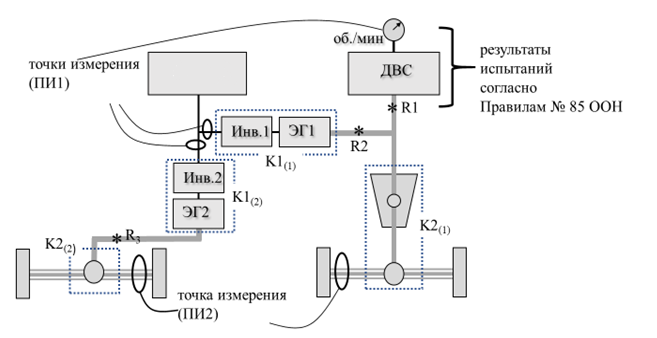 об./мин
точки измерения
(ПИ1)
ДВС
результаты
испытаний
согласно
Правилам № 85 ООН
R1
Инв.1
ЭГ1
R2
K1(1)
Инв.2
ЭГ2
K1(2)
K2(1)
R3
K2(2)
точка измерения
(ПИ2)